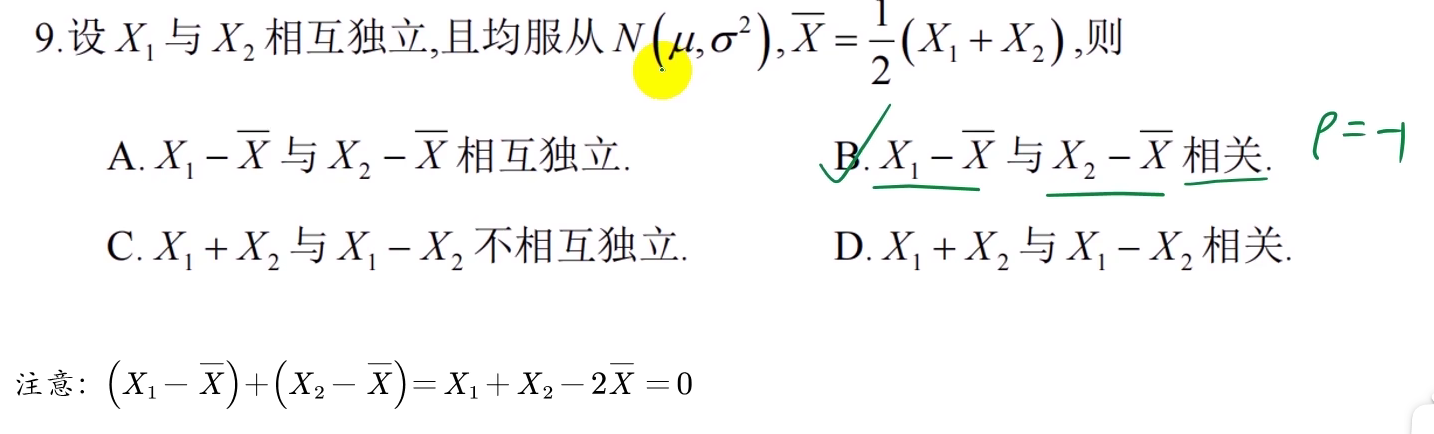 9.设 X₁ 与 X₂ 相互独立,且均服从 N(μ,σ²), X̅ = 1/2 (X₁ + X₂) ,则
A. X₁ − X̅ 与 X₂ − X̅ 相互独立. B. X₁ − X̅ 与 X₂ − X̅ 相关. ρ = −1
C. X₁ + X₂ 与 X₁ − X₂ 不相互独立. D. X₁ + X₂ 与 X₁ − X₂ 相关.
注意: (X₁ − X̅) + (X₂ − X̅) = X₁ + X₂ − 2X̅ = 0